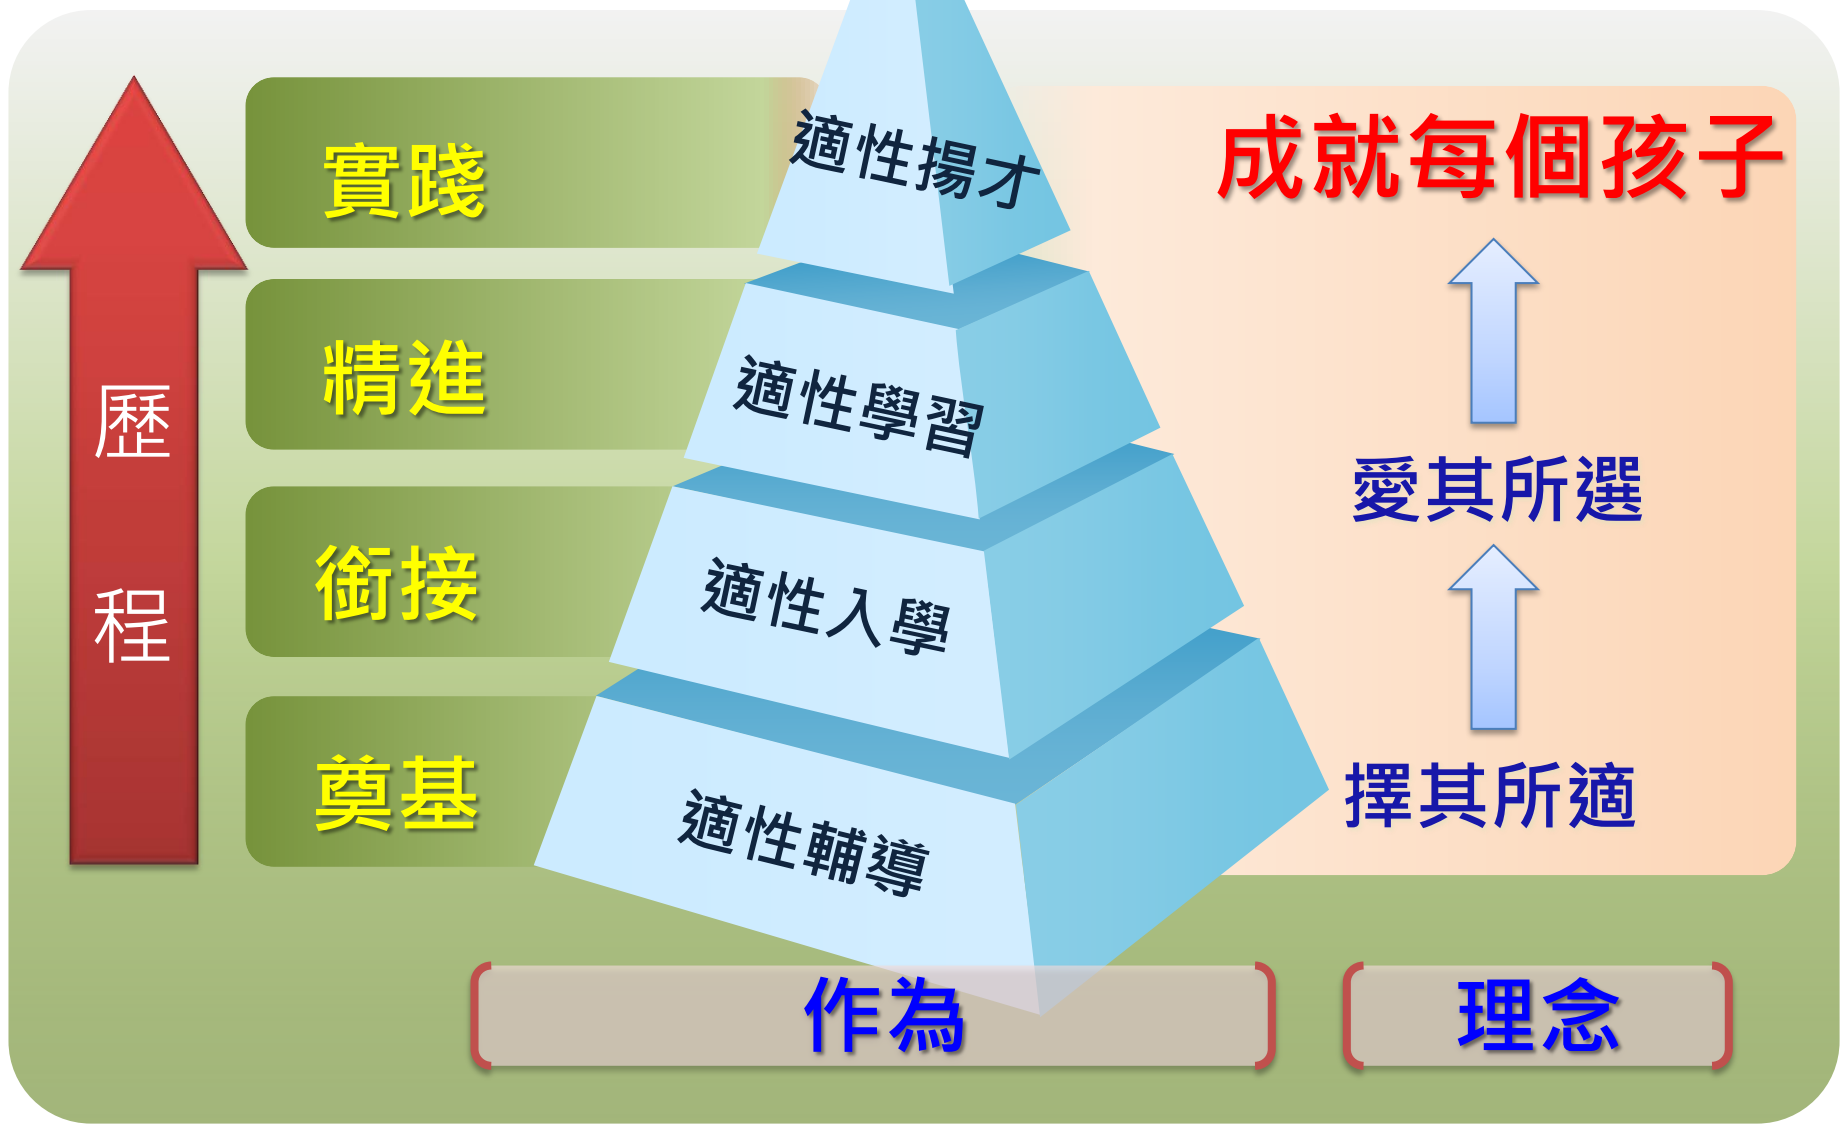 歷
程
實踐
適性揚才
成就每個孩子
精進
適性學習
愛其所選
銜接
適性入學
奠基
適性輔導
擇其所適
作為
理念